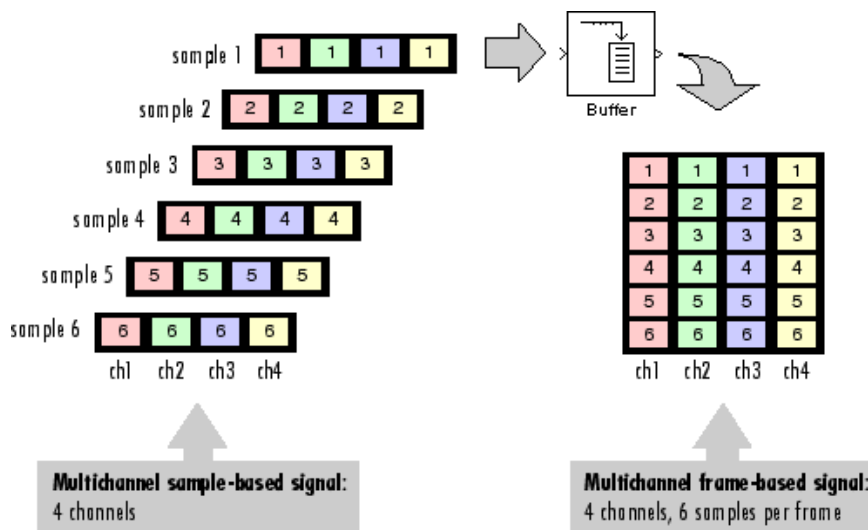 sample 1 1 1 1 1
Buffer
sample 2 2 2 2 2
sample 3 3 3 3 3
sample 4 4 4 4 4
sample 5 5 5 5 5
sample 6 6 6 6 6
ch1 ch2 ch3 ch4
1 1 1 1
2 2 2 2
3 3 3 3
4 4 4 4
5 5 5 5
6 6 6 6
ch1 ch2 ch3 ch4
Multichannel sample-based signal:
4 channels
Multichannel frame-based signal:
4 channels, 6 samples per frame